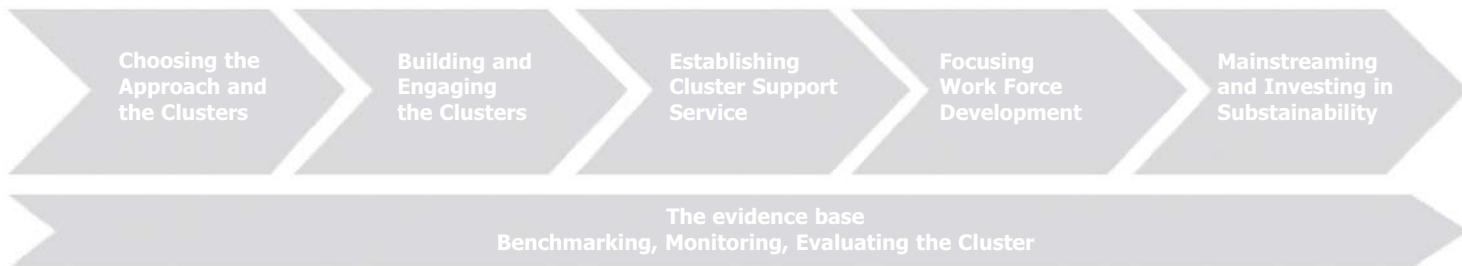 Choosing the
Approach and
the Clusters
Building and
Engaging
the Clusters
Establishing
Cluster Support
Service
Focusing
Work Force
Development
Mainstreaming
and Investing in
Substainability
The evidence base
Benchmarking, Monitoring, Evaluating the Cluster